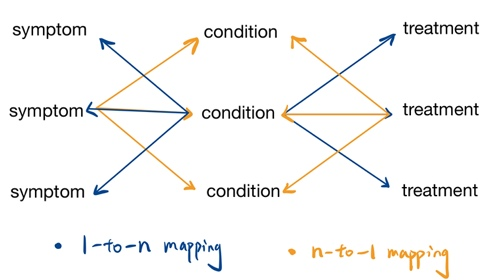 symptom condition treatment
symptom condition treatment
symptom condition treatment
• 1-to-n mapping • n-to-1 mapping